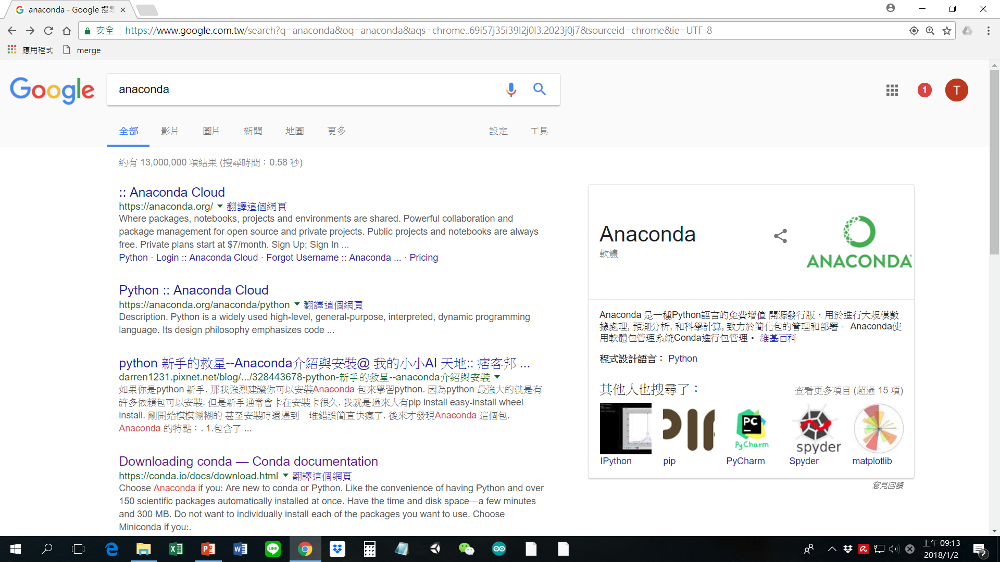 anaconda - Google 搜尋
安全
https://www.google.com.tw/search?q=anaconda&oq=anaconda&aqs=chrome..69i57j35i39l2j0l3.2023j0j7&sourceid=chrome&ie=UTF-8
應用程式 merge
Google
anaconda
1
T
全部 影片 圖片 新聞 地圖 更多 設定 工具
約有 13,000,000 項結果 (搜尋時間：0.58 秒)
:: Anaconda Cloud
https://anaconda.org/ 翻譯這個網頁
Where packages, notebooks, projects and environments are shared. Powerful collaboration and
package management for open source and private projects. Public projects and notebooks are always
free. Private plans start at $7/month. Sign Up; Sign In ...
Python · Login :: Anaconda Cloud · Forgot Username :: Anaconda ... · Pricing
Python :: Anaconda Cloud
https://anaconda.org/anaconda/python 翻譯這個網頁
Description. Python is a widely used high-level, general-purpose, interpreted, dynamic programming
language. Its design philosophy emphasizes code ...
python 新手的救星--Anaconda介紹與安裝@ 我的小小AI 天地:: 痞客邦 ...
darren1231.pixnet.net/blog/.../328443678-python-新手的救星--anaconda介紹與安裝
如果你是python 新手. 那我強烈建議你可以安裝Anaconda 包來學習python. 因為python 最強大的就是有
許多依賴包可以安裝. 但是新手通常會卡在安裝卡很久. 我就是過來人有pip install easy-install wheel
install. 剛開始模模糊糊的 甚至安裝時還遇到一堆錯誤簡直快瘋了. 後來才發現Anaconda 這個包.
Anaconda 的特點：. 1.包含了 ...
Downloading conda — Conda documentation
https://conda.io/docs/download.html 翻譯這個網頁
Choose Anaconda if you: Are new to conda or Python. Like the convenience of having Python and over
150 scientific packages automatically installed at once. Have the time and disk space—a few minutes
and 300 MB. Do not want to individually install each of the packages you want to use. Choose
Miniconda if you:.
Anaconda
軟體
ANACONDA
Anaconda 是一種Python語言的免費增值 開源發行版，用於進行大規模數
據處理, 預測分析, 和科學計算, 致力於簡化包的管理和部署。 Anaconda使
用軟體包管理系統Conda進行包管理。 維基百科
程式設計語言： Python
其他人也搜尋了： 查看更多項目 (超過 15 項)
PC
PyCharm
spyder
IPython pip PyCharm Spyder matplotlib
意見回饋
上午 09:13
2018/1/2
2